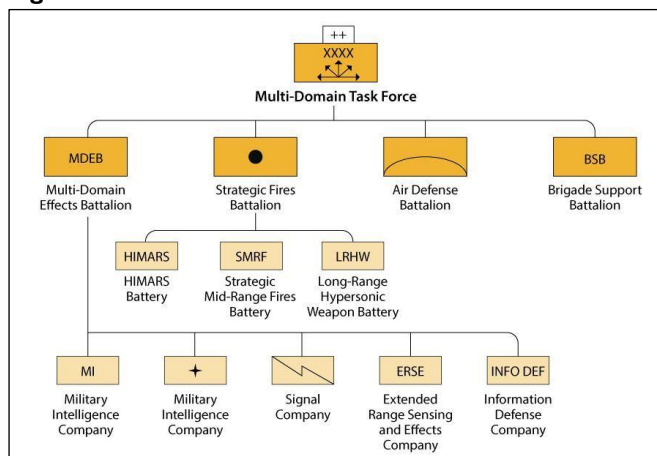 ++
XXXX
Multi-Domain Task Force
MDEB
BSB
Multi-Domain
Effects Battalion
Strategic Fires
Battalion
Air Defense
Battalion
Brigade Support
Battalion
HIMARS
SMRF
LRHW
HIMARS
Battery
Strategic
Mid-Range Fires
Battery
Long-Range
Hypersonic
Weapon Battery
MI
ERSE
INFO DEF
Military
Intelligence
Company
Military
Intelligence
Company
Signal
Company
Extended
Range Sensing
and Effects
Company
Information
Defense
Company